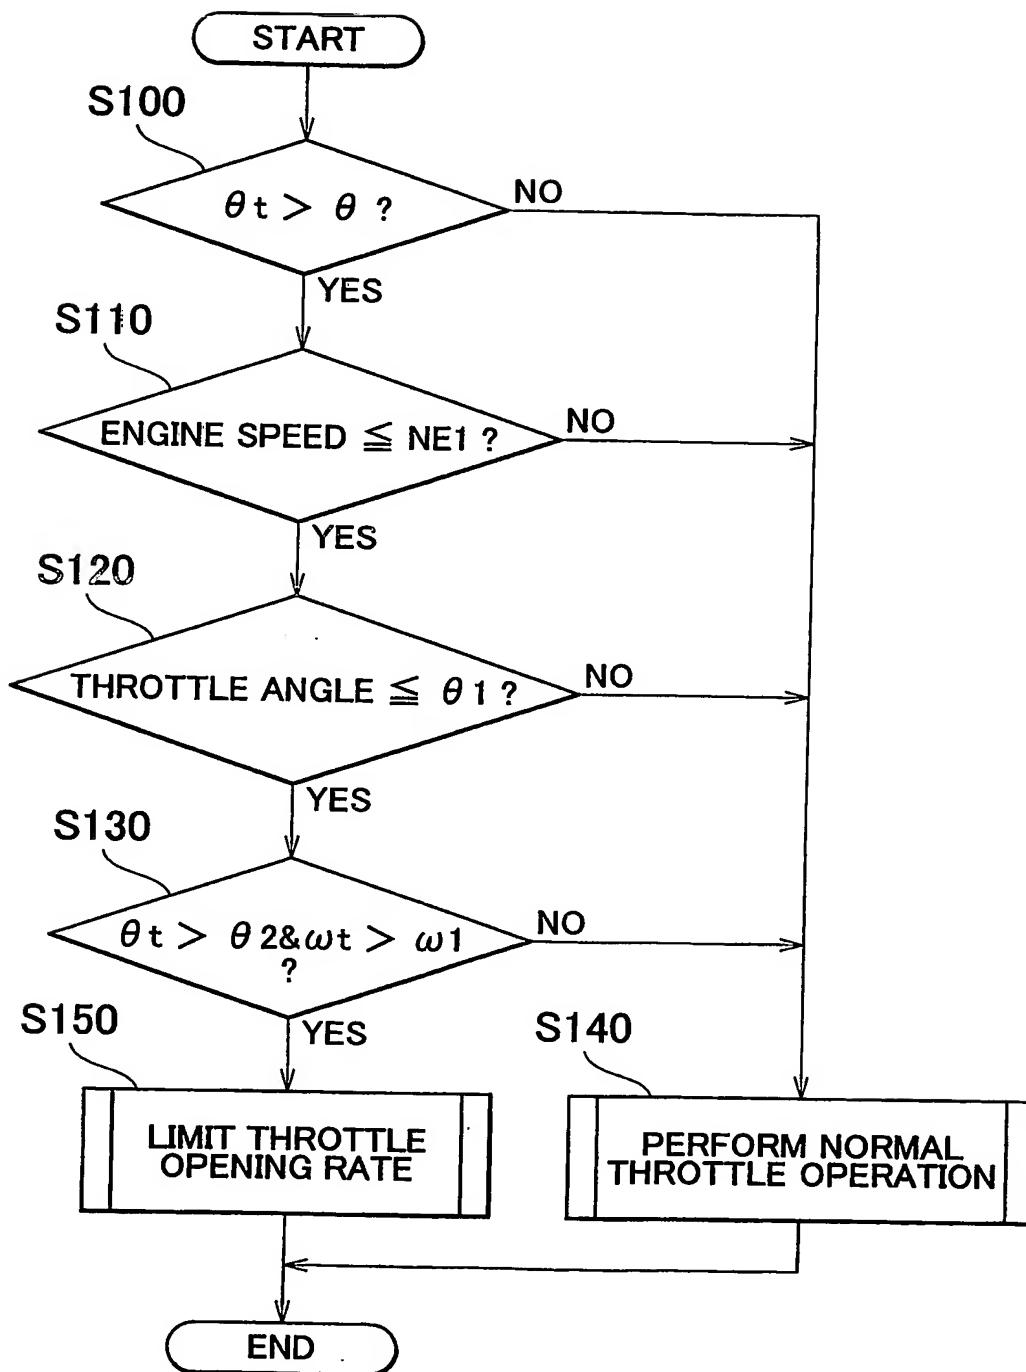 START
S100
θt > θ ?
NO
YES
S110
ENGINE SPEED ≦ NE1 ?
NO
YES
S120
THROTTLE ANGLE ≦ θ1 ?
NO
YES
S130
θt > θ2&ωt > ω1
?
NO
YES
S150
LIMIT THROTTLE
OPENING RATE
S140
PERFORM NORMAL
THROTTLE OPERATION
END